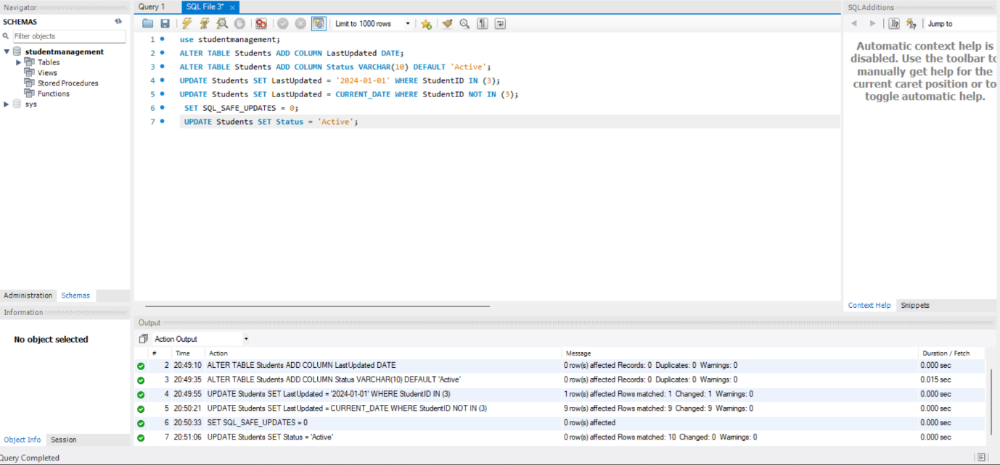 Navigator
SCHEMAS
Filter objects
studentmanagement
Tables
Views
Stored Procedures
Functions
sys
Administration Schemas
Information
No object selected
Object Info Session
Query Completed
Query 1 SQL File 3*
Limit to 1000 rows
1 use studentmanagement;
2 ALTER TABLE Students ADD COLUMN LastUpdated DATE;
3 ALTER TABLE Students ADD COLUMN Status VARCHAR(10) DEFAULT 'Active';
4 UPDATE Students SET LastUpdated = '2024-01-01' WHERE StudentID IN (3);
5 UPDATE Students SET LastUpdated = CURRENT_DATE WHERE StudentID NOT IN (3);
6 SET SQL_SAFE_UPDATES = 0;
7 UPDATE Students SET Status = 'Active';
SQLAdditions
Jump to
Automatic context help is
disabled. Use the toolbar to
manually get help for the
current caret position or to
toggle automatic help.
Context Help Snippets
Output
Action Output
# Time Action Message Duration / Fetch
2 20:49:10 ALTER TABLE Students ADD COLUMN LastUpdated DATE 0 row(s) affected Records: 0 Duplicates: 0 Warnings: 0 0.000 sec
3 20:49:35 ALTER TABLE Students ADD COLUMN Status VARCHAR(10) DEFAULT 'Active' 0 row(s) affected Records: 0 Duplicates: 0 Warnings: 0 0.015 sec
4 20:49:55 UPDATE Students SET LastUpdated = '2024-01-01' WHERE StudentID IN (3) 1 row(s) affected Rows matched: 1 Changed: 1 Warnings: 0 0.000 sec
5 20:50:21 UPDATE Students SET LastUpdated = CURRENT_DATE WHERE StudentID NOT IN (3) 9 row(s) affected Rows matched: 9 Changed: 9 Warnings: 0 0.000 sec
6 20:50:33 SET SQL_SAFE_UPDATES = 0 0 row(s) affected 0.000 sec
7 20:51:06 UPDATE Students SET Status = 'Active' 0 row(s) affected Rows matched: 10 Changed: 0 Warnings: 0 0.000 sec